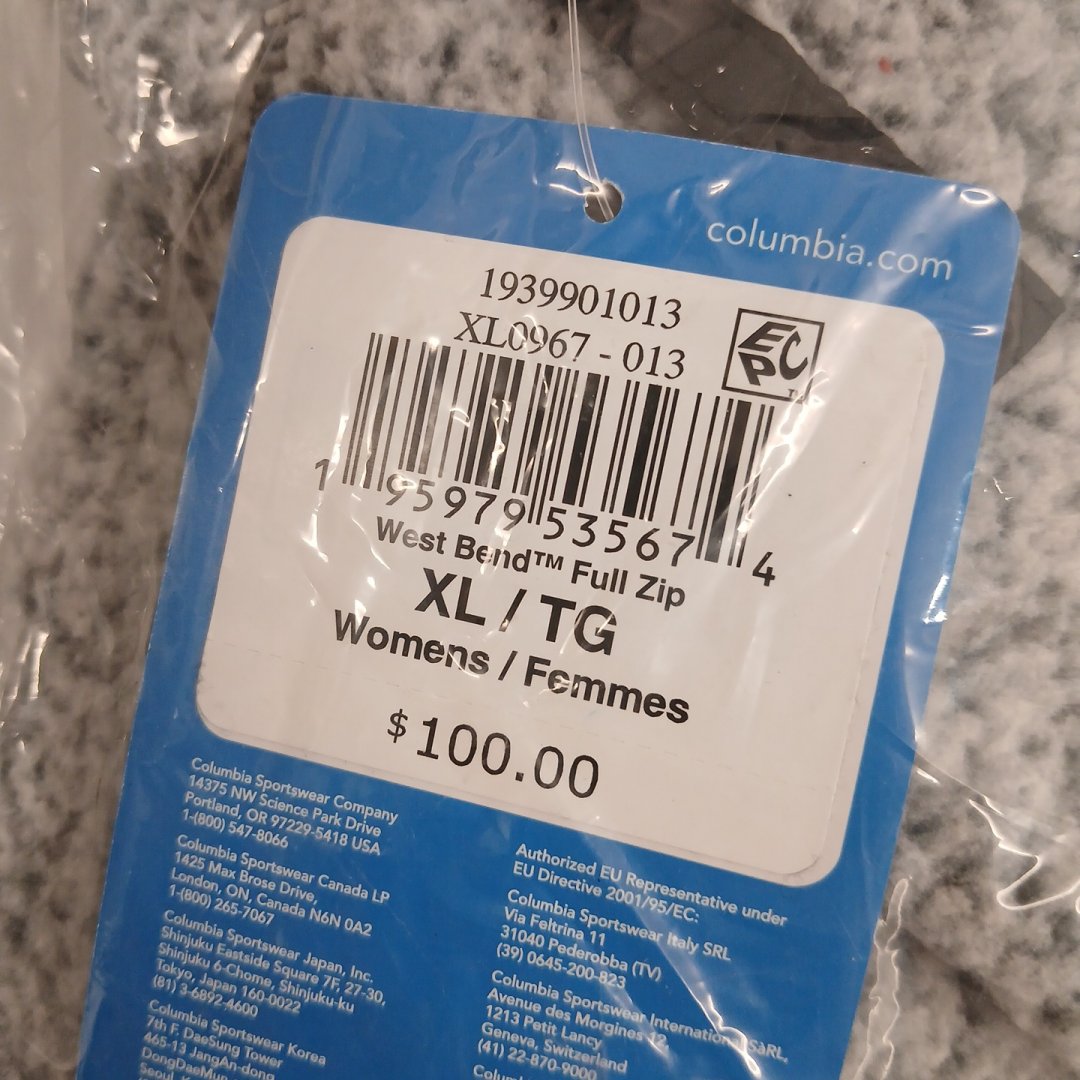 columbia.com
1939901013
XL0967 - 013
EPC
1 95979 53567 4
West Bend™ Full Zip
XL / TG
Womens / Femmes
$100.00
Columbia Sportswear Company
14375 NW Science Park Drive
Portland, OR 97229-5418 USA
1-(800) 547-8066
Columbia Sportswear Canada LP
1425 Max Brose Drive,
London, ON, Canada N6N 0A2
1-(800) 265-7067
Columbia Sportswear Japan, Inc.
Shinjuku Eastside Square 7F, 27-30,
Shinjuku 6-Chome, Shinjuku-ku
Tokyo, Japan 160-0022
(81) 3-6892-4600
Columbia Sportswear Korea
7th F. DaeSung Tower
465-13 JangAn-dong
Authorized EU Representative under
EU Directive 2001/95/EC:
Columbia Sportswear Italy SRL
Via Feltrina 11
31040 Pederobba (TV)
(39) 0645-200-823
Columbia Sportswear International SàRL,
Avenue des Morgines 12,
1213 Petit Lancy
Geneva, Switzerland
(41) 22-870-9000